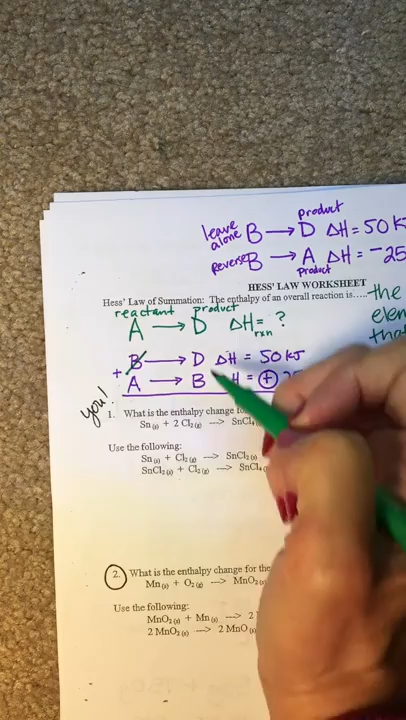 leave alone B → D product ΔH = 50 k
reverse B → A product ΔH = -25
HESS' LAW WORKSHEET
Hess' Law of Summation: The enthalpy of an overall reaction is…. the
reactant product elem
A → D ΔH rxn = ? tha
B → D ΔH = 50 kJ
+ A → B H = +
you!
1. What is the enthalpy change fo
Sn(s) + 2 Cl2(g) --> SnCl
Use the following:
Sn(s) + Cl2(g) --> SnCl2(s)
SnCl2(s) + Cl2(g) --> SnCl4
2. What is the enthalpy change for the
Mn(s) + O2(g) --> MnO2(s)
Use the following:
MnO2(s) + Mn(s) --> 2
2 MnO2(s) --> 2 MnO(s)